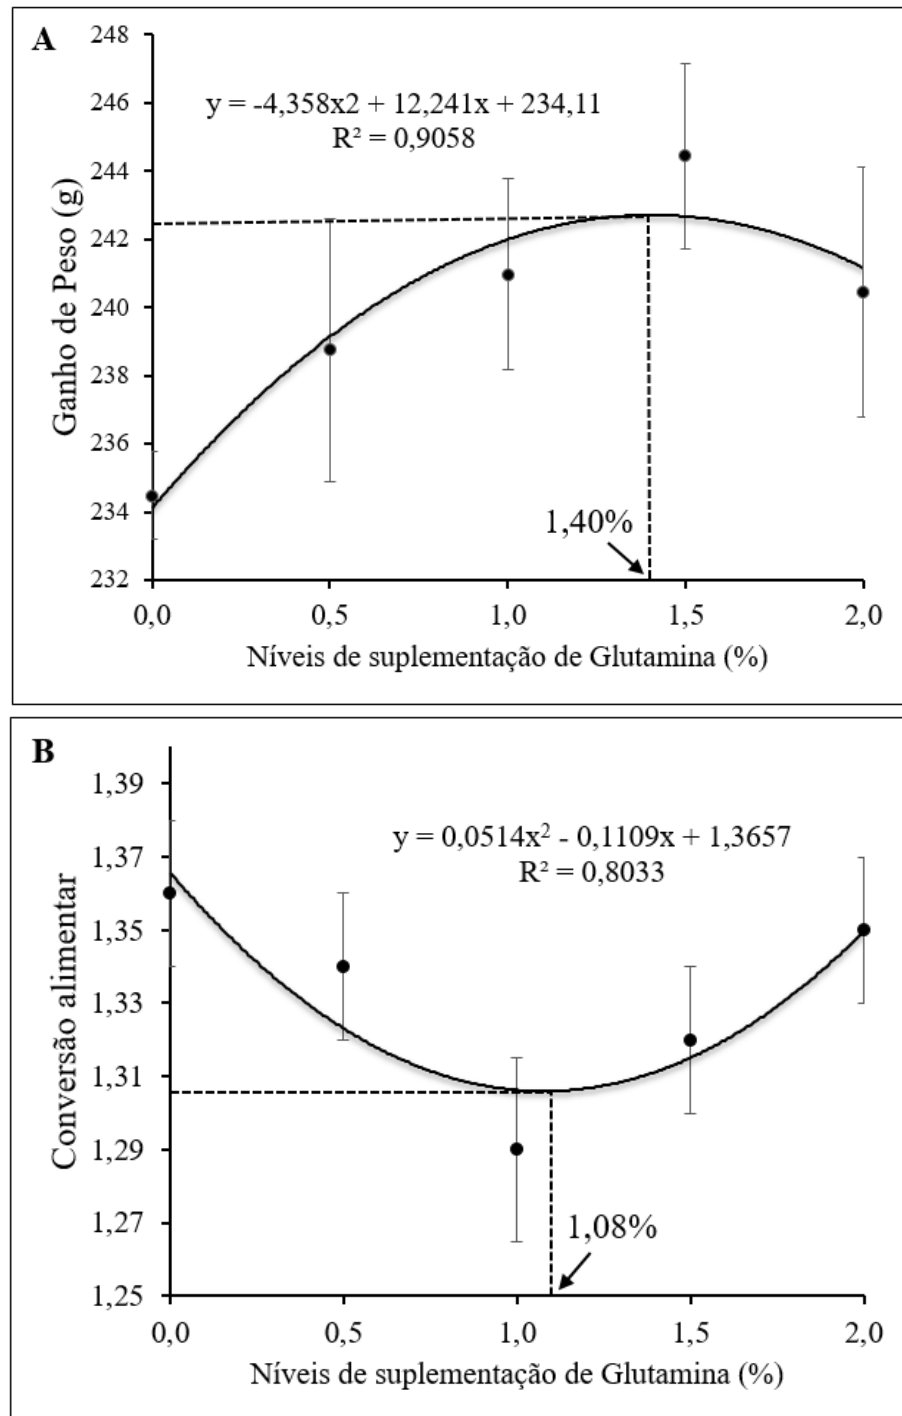 A
248
246
244
242
240
238
236
234
232
Ganho de Peso (g)
y = -4,358x2 + 12,241x + 234,11
R² = 0,9058
1,40%
0,0 0,5 1,0 1,5 2,0
Níveis de suplementação de Glutamina (%)
B
1,39
1,37
1,35
1,33
1,31
1,29
1,27
1,25
Conversão alimentar
y = 0,0514x² - 0,1109x + 1,3657
R² = 0,8033
1,08%
0,0 0,5 1,0 1,5 2,0
Níveis de suplementação de Glutamina (%)